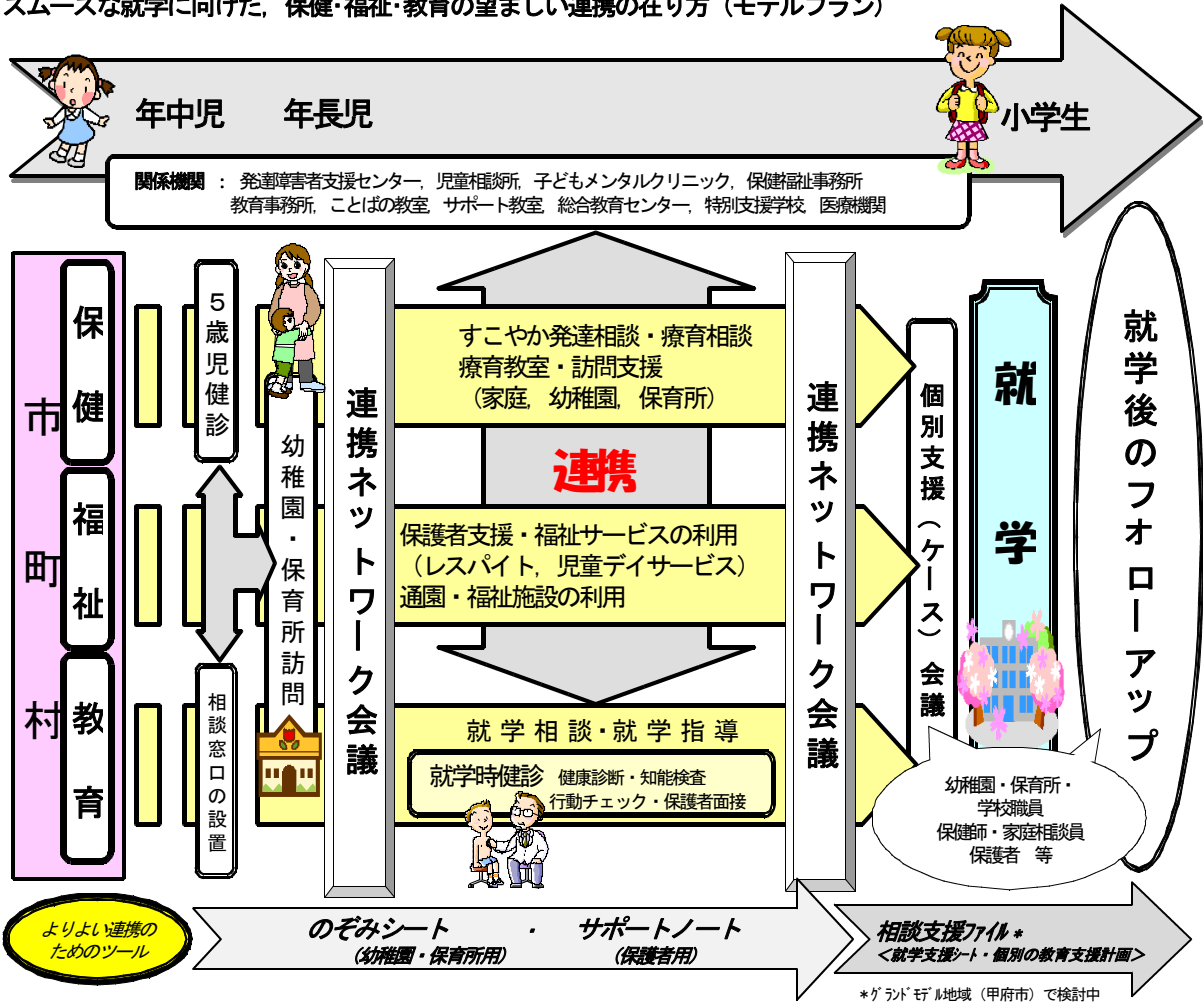 スムースな就学に向けた，保健・福祉・教育の望ましい連携の在り方（モデルプラン）
年中児　　年長児
小学生
関係機関　：　発達障害者支援センター，児童相談所，子どもメンタルクリニック，保健福祉事務所
教育事務所，ことばの教室，サポート教室，総合教育センター，特別支援学校，医療機関
市町村
保健
福祉
教育
５歳児健診
相談窓口の設置
幼稚園・保育所訪問
連携ネットワーク会議
すこやか発達相談・療育相談
療育教室・訪問支援
（家庭，幼稚園，保育所）
連携
保護者支援・福祉サービスの利用
（レスパイト，児童デイサービス）
通園・福祉施設の利用
就学相談・就学指導
就学時健診　健康診断・知能検査
行動チェック・保護者面接
連携ネットワーク会議
個別支援（ケース）会議
就学
就学後のフォローアップ
幼稚園・保育所・
学校職員
保健師・家庭相談員
保護者　等
よりよい連携の
ためのツール
のぞみシート　・　サポートノート
（幼稚園・保育所用）　（保護者用）
相談支援ファイル＊
＜就学支援シート・個別の教育支援計画＞
＊グランドモデル地域（甲府市）で検討中